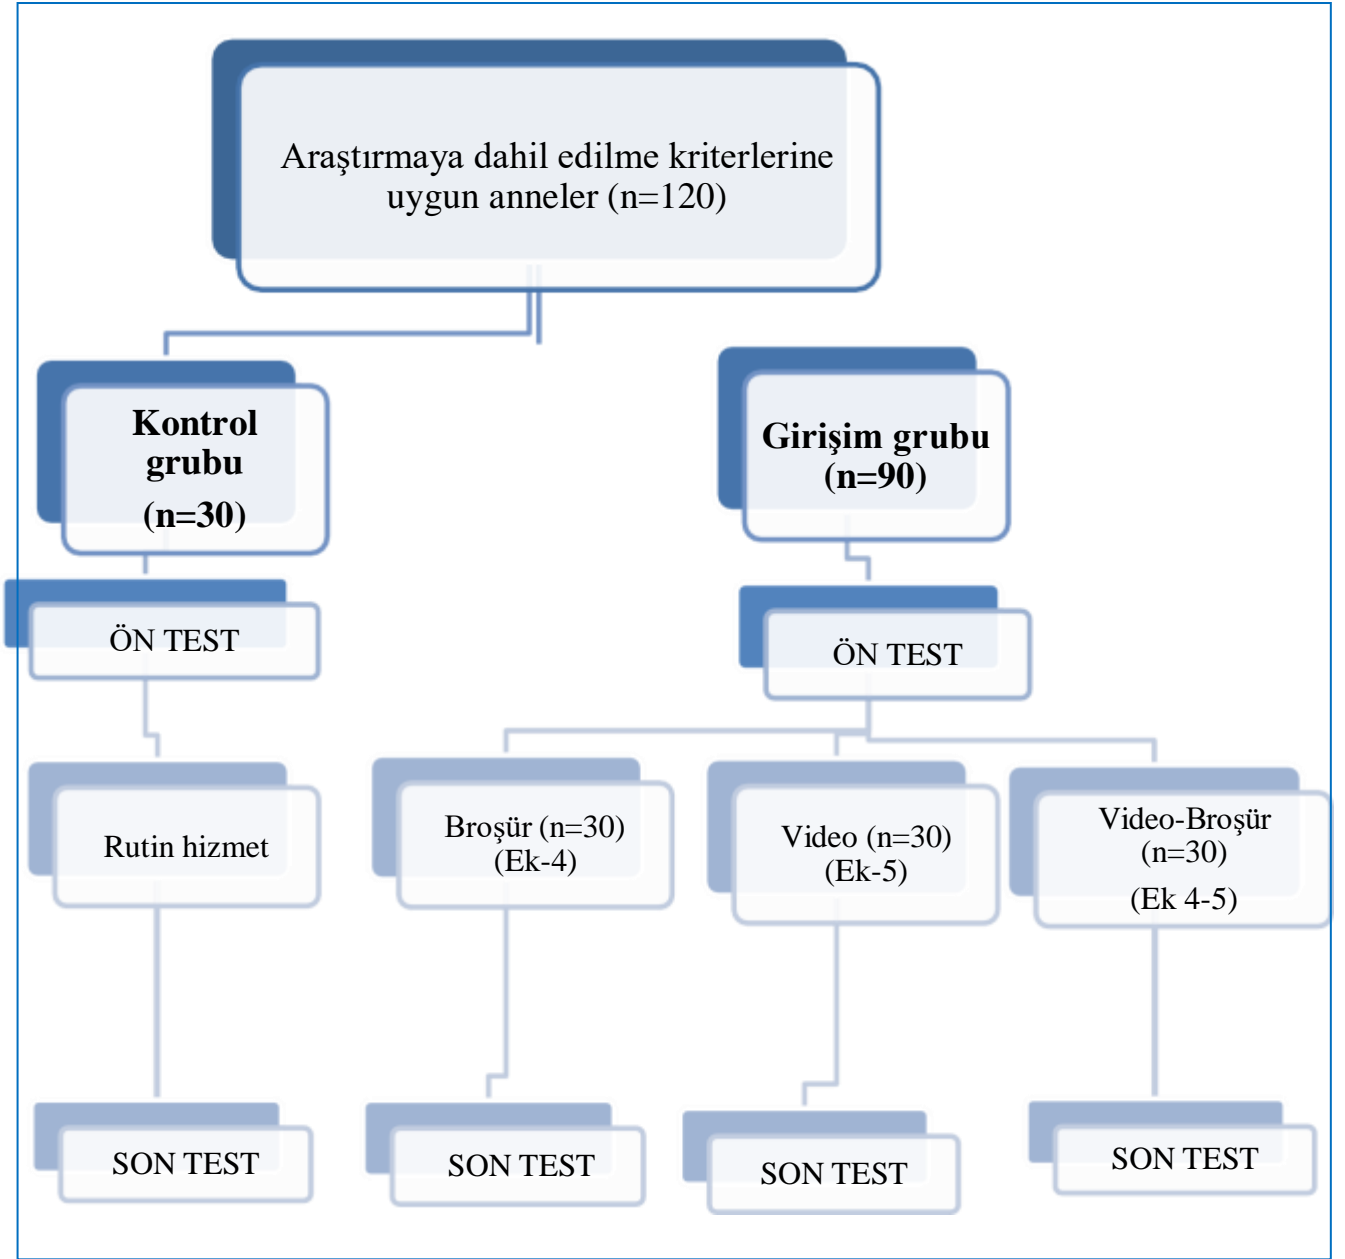 Araştırmaya dahil edilme kriterlerine
uygun anneler (n=120)
Kontrol
grubu
(n=30)
Girişim grubu
(n=90)
ÖN TEST
ÖN TEST
Rutin hizmet
Broşür (n=30)
(Ek-4)
Video (n=30)
(Ek-5)
Video-Broşür
(n=30)
(Ek 4-5)
SON TEST
SON TEST
SON TEST
SON TEST